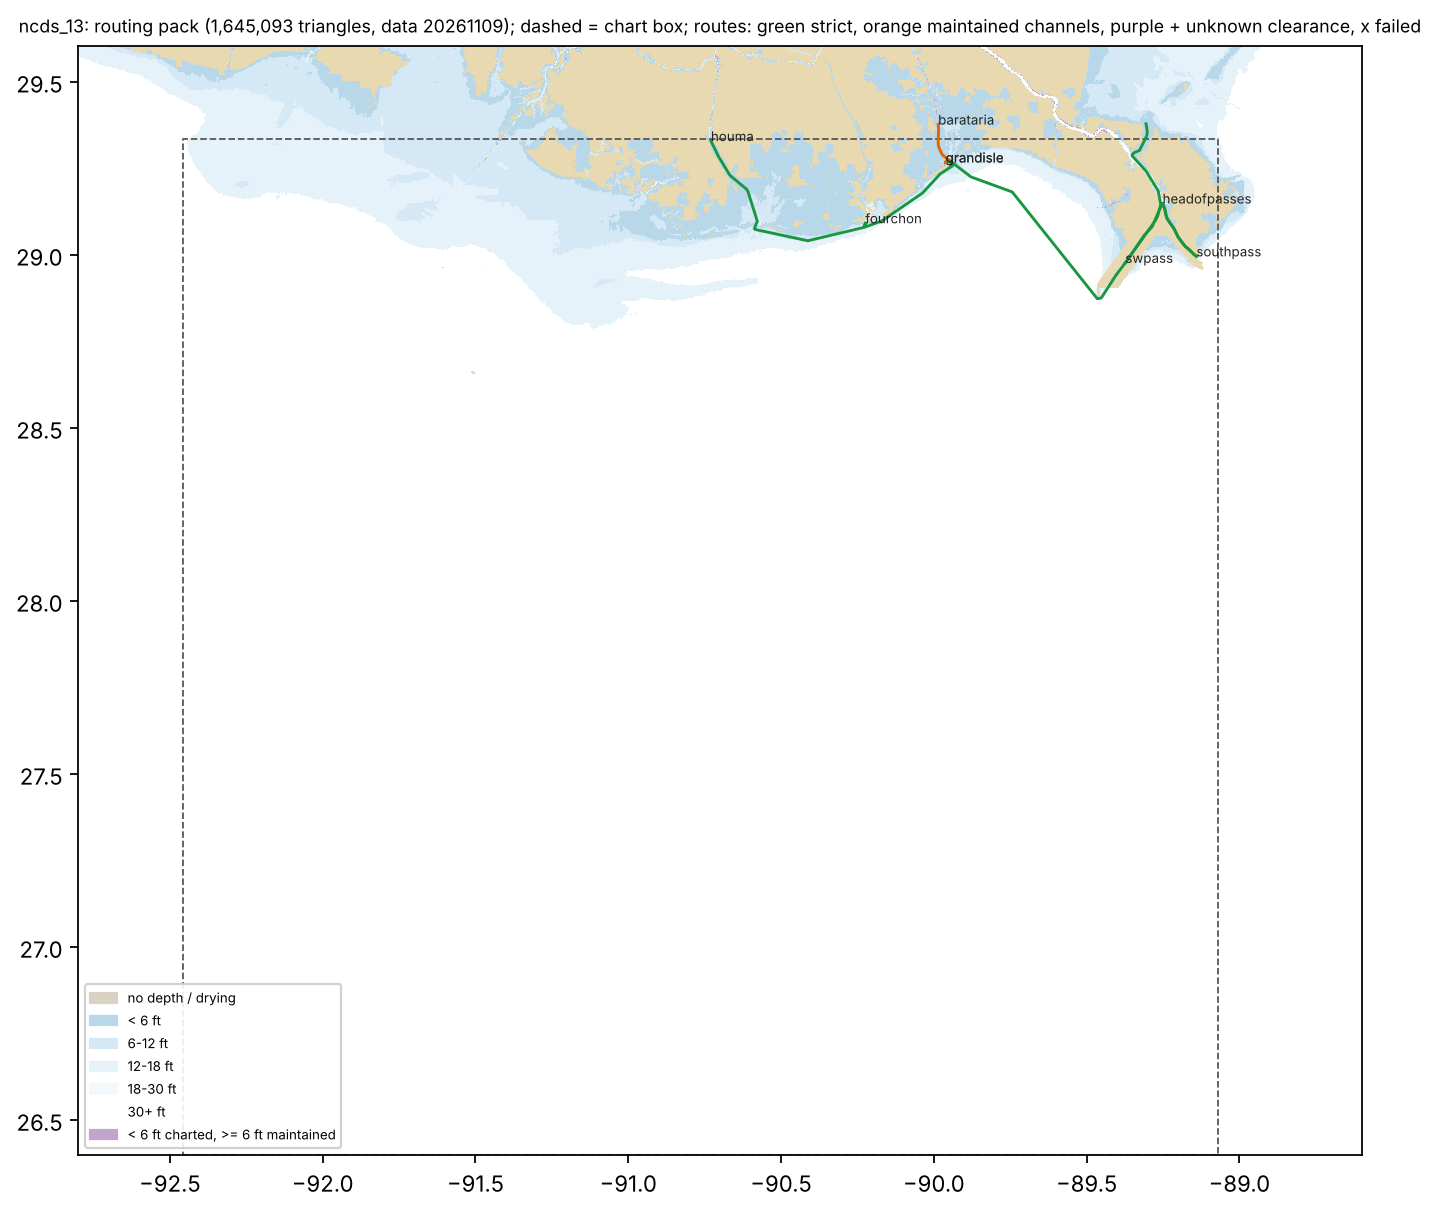 ncds_13: routing pack (1,645,093 triangles, data 20261109); dashed = chart box; routes: green strict, orange maintained channels, purple + unknown clearance, x failed
29.5
29.0
28.5
28.0
27.5
27.0
26.5
houma
barataria
grandisle
fourchon
headofpasses
swpass
southpass
no depth / drying
< 6 ft
6-12 ft
12-18 ft
18-30 ft
30+ ft
< 6 ft charted, >= 6 ft maintained
−92.5 −92.0 −91.5 −91.0 −90.5 −90.0 −89.5 −89.0